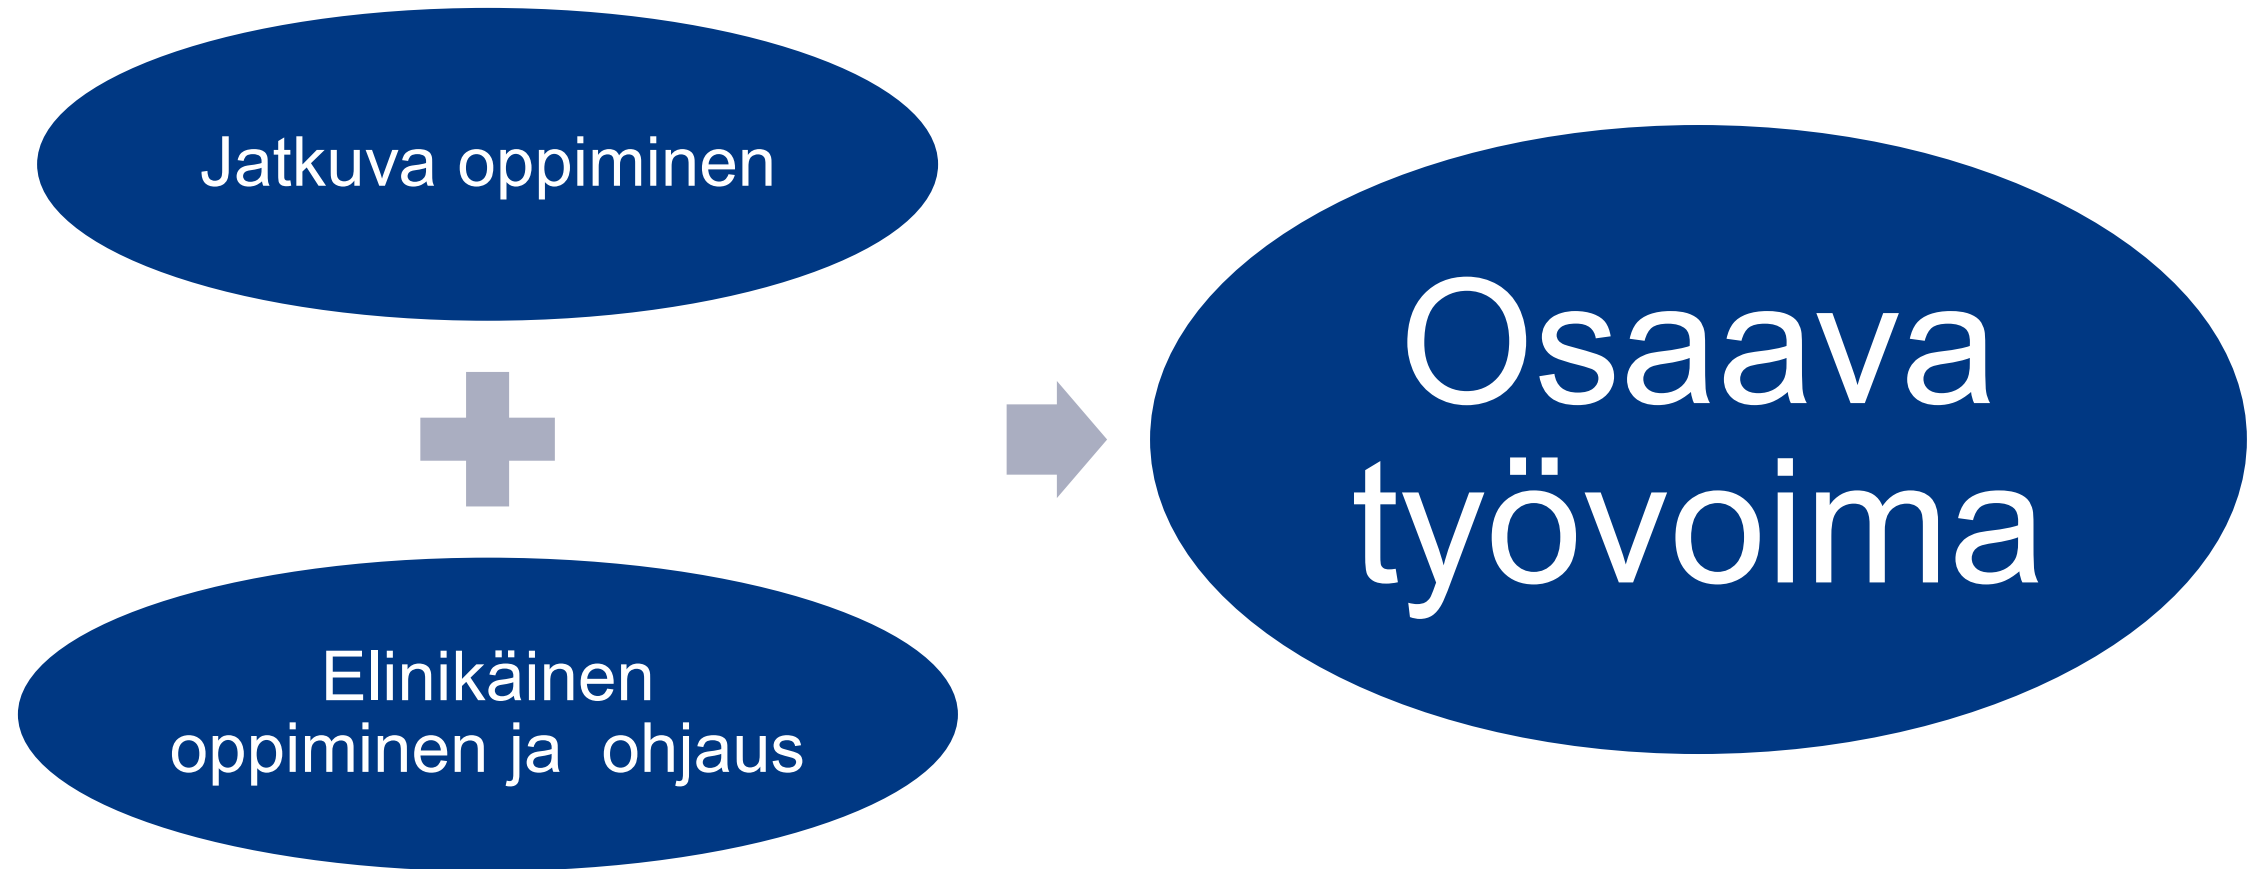 Jatkuva oppiminen
Elinikäinen
oppiminen ja  ohjaus
Osaava
työvoima